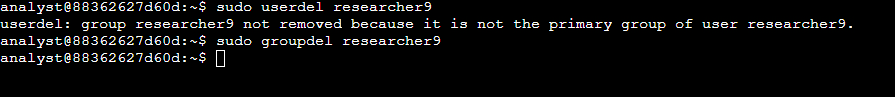 analyst@88362627d60d:~$ sudo userdel researcher9
userdel: group researcher9 not removed because it is not the primary group of user researcher9.
analyst@88362627d60d:~$ sudo groupdel researcher9
analyst@88362627d60d:~$